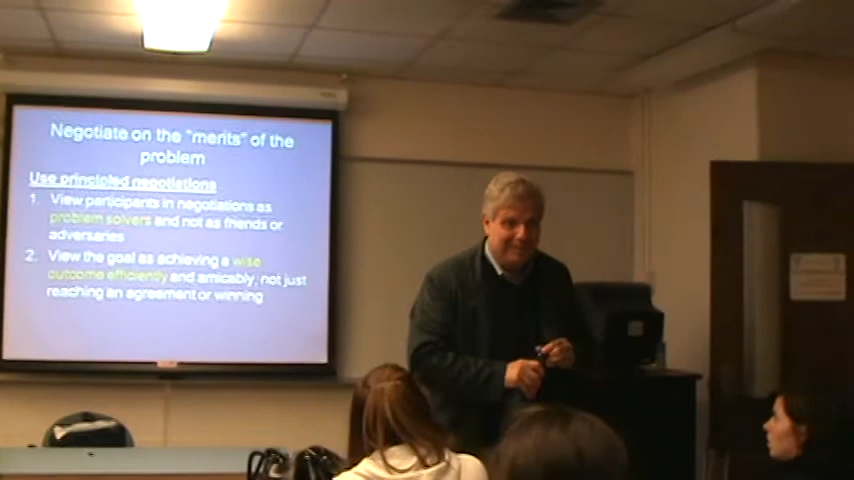 Negotiate on the "merits" of the
problem
Use principled negotiations
1. View participants in negotiations as
problem solvers and not as friends or
adversaries
2. View the goal as achieving a wise
outcome efficiently and amicably, not just
reaching an agreement or winning